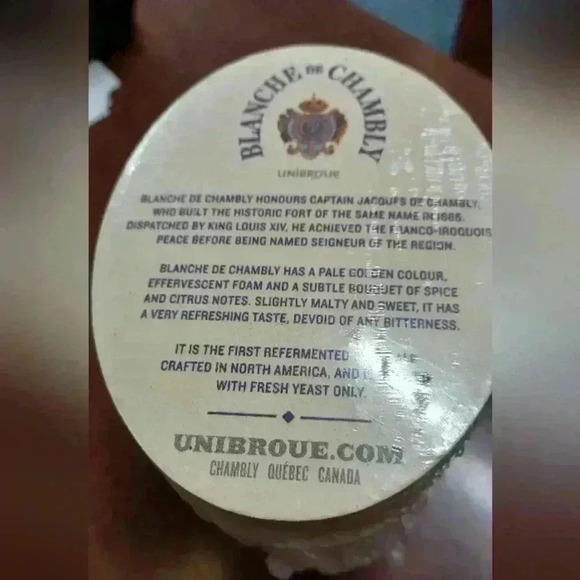 BLANCHE DE CHAMBLY
UNIBROUE
BLANCHE DE CHAMBLY HONOURS CAPTAIN JACQUES DE CHAMBLY,
WHO BUILT THE HISTORIC FORT OF THE SAME NAME IN 1665.
DISPATCHED BY KING LOUIS XIV, HE ACHIEVED THE FRANCO-IROQUOIS
PEACE BEFORE BEING NAMED SEIGNEUR OF THE REGION.
BLANCHE DE CHAMBLY HAS A PALE GOLDEN COLOUR,
EFFERVESCENT FOAM AND A SUBTLE BOUQUET OF SPICE
AND CITRUS NOTES. SLIGHTLY MALTY AND SWEET, IT HAS
A VERY REFRESHING TASTE, DEVOID OF ANY BITTERNESS.
IT IS THE FIRST REFERMENTED
CRAFTED IN NORTH AMERICA, AND
WITH FRESH YEAST ONLY.
UNIBROUE.COM
CHAMBLY QUÉBEC CANADA